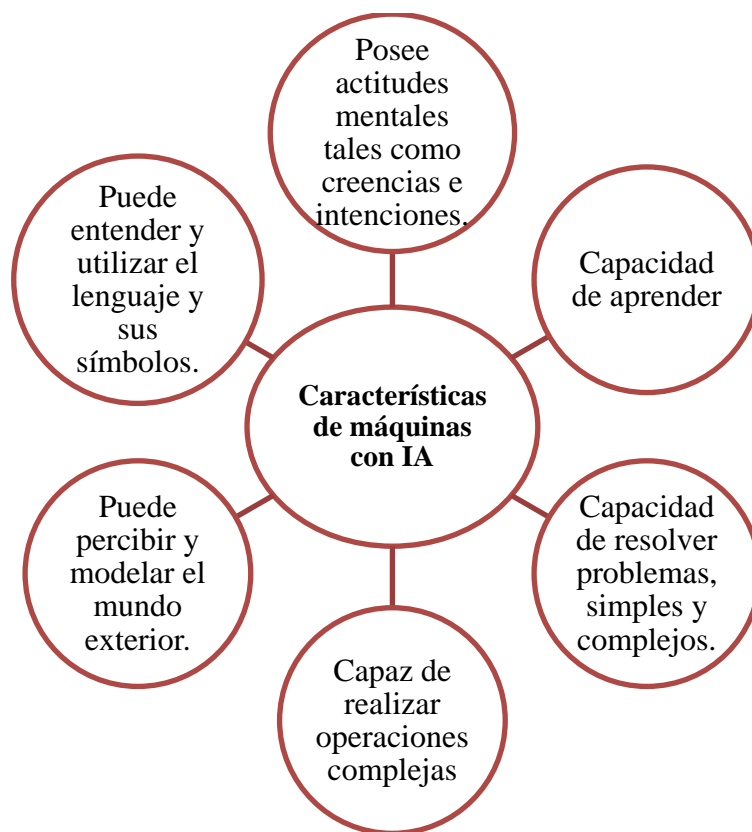 Posee
actitudes
mentales
tales como
creencias e
intenciones.
Capacidad
de aprender
Capacidad
de resolver
problemas,
simples y
complejos.
Capaz de
realizar
operaciones
complejas
Puede
percibir y
modelar el
mundo
exterior.
Puede
entender y
utilizar el
lenguaje y
sus
símbolos.
Cararcterísticas
de máquinas
con IA